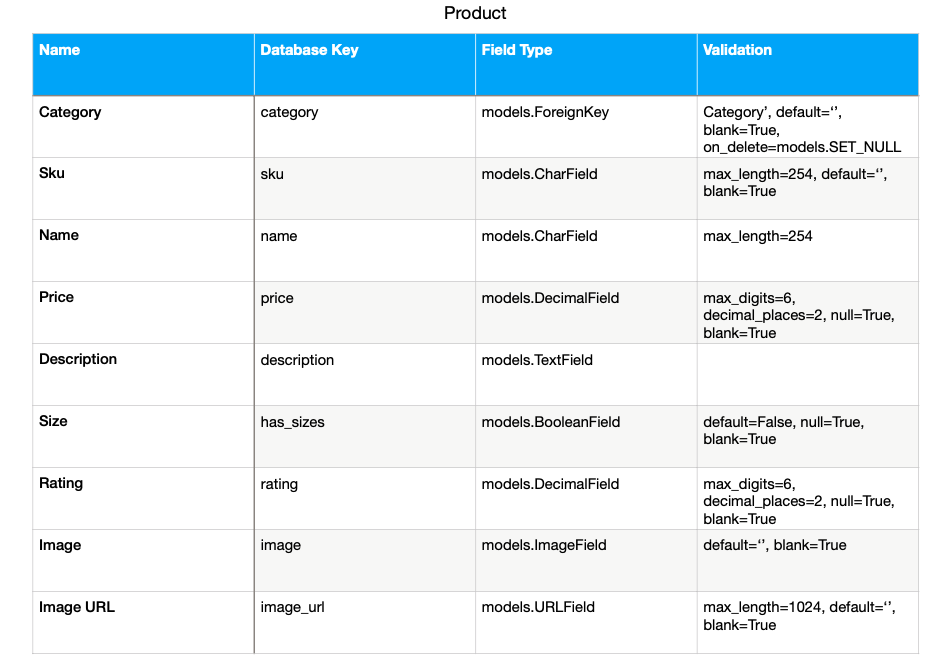 Product
Name Database Key Field Type Validation
Category category models.ForeignKey Category’, default=‘’,
blank=True,
on_delete=models.SET_NULL
Sku sku models.CharField max_length=254, default=‘’,
blank=True
Name name models.CharField max_length=254
Price price models.DecimalField max_digits=6,
decimal_places=2, null=True,
blank=True
Description description models.TextField
Size has_sizes models.BooleanField default=False, null=True,
blank=True
Rating rating models.DecimalField max_digits=6,
decimal_places=2, null=True,
blank=True
Image image models.ImageField default=‘’, blank=True
Image URL image_url models.URLField max_length=1024, default=‘’,
blank=True